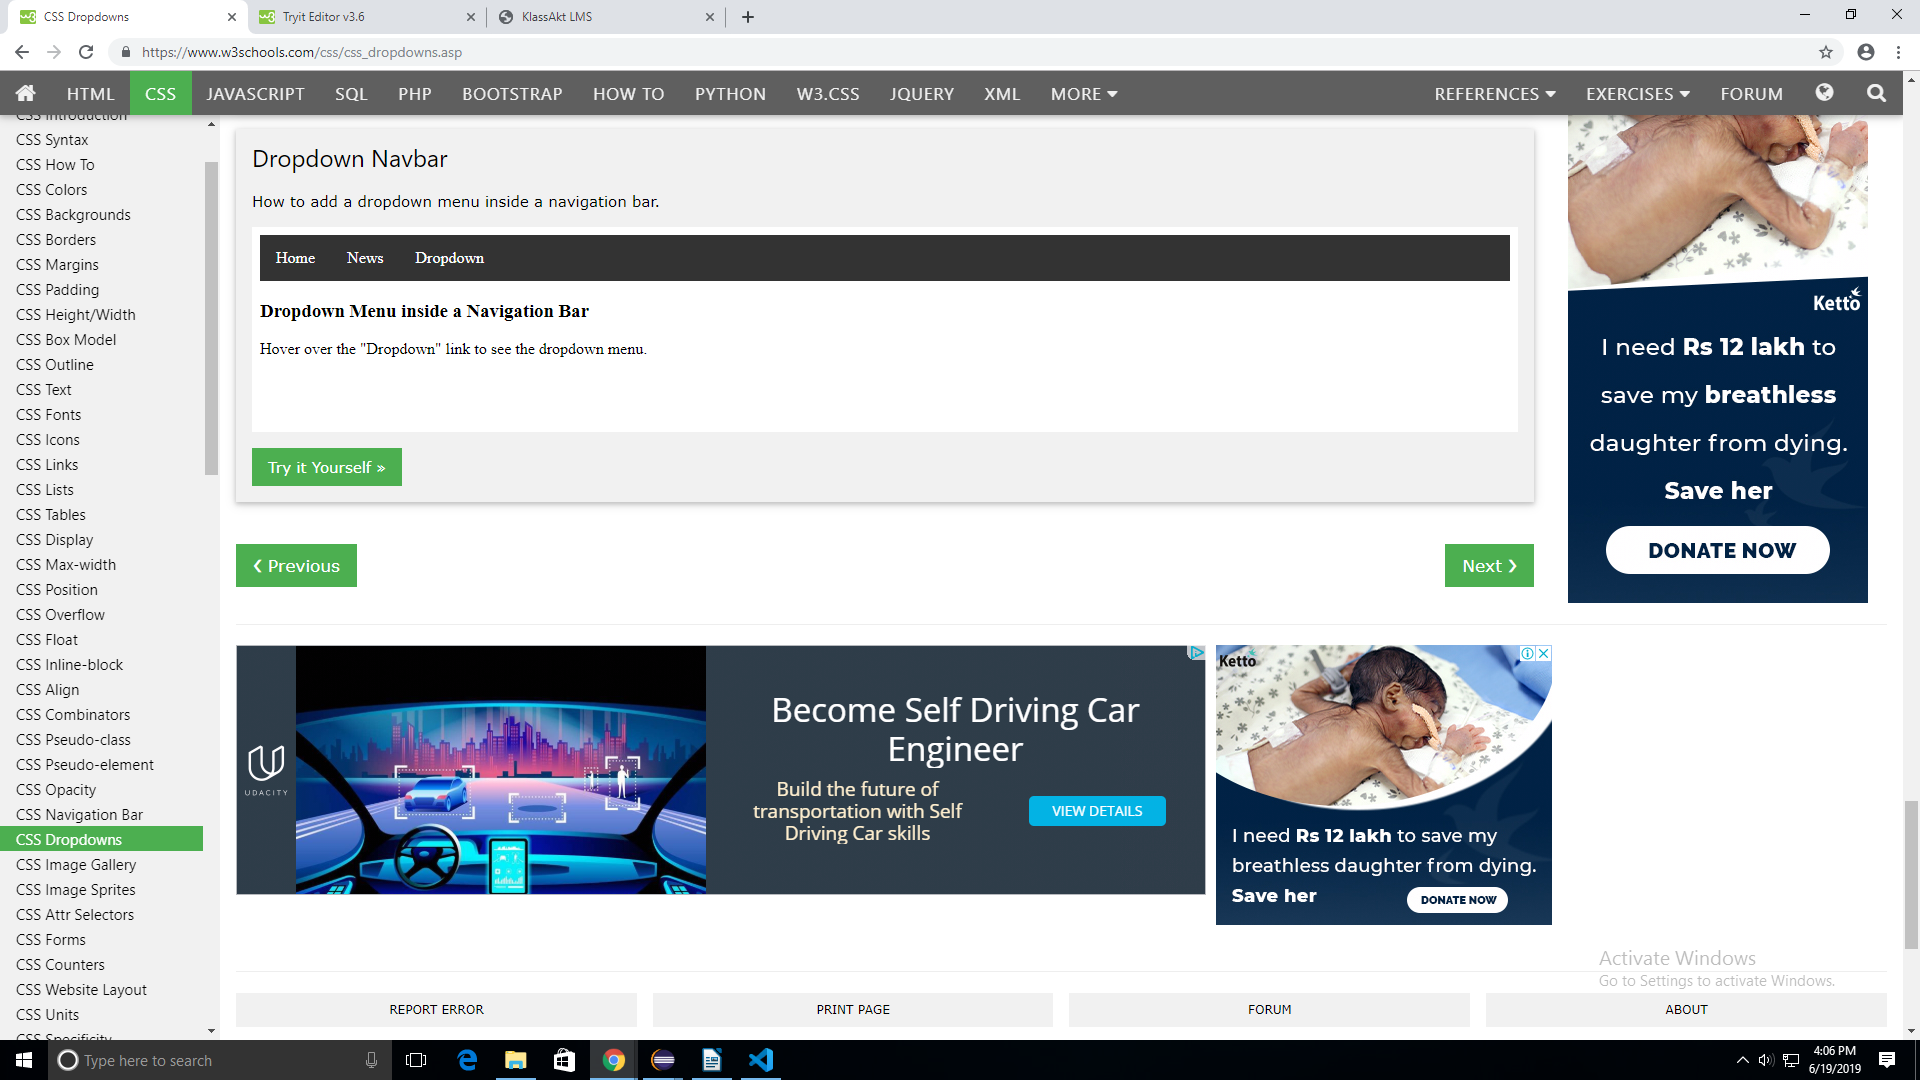 CSS Dropdowns
Tryit Editor v3.6
KlassAkt LMS
https://www.w3schools.com/css/css_dropdowns.asp
HTML
CSS
JAVASCRIPT
SQL
PHP
BOOTSTRAP
HOW TO
PYTHON
W3.CSS
JQUERY
XML
MORE
REFERENCES
EXERCISES
FORUM
CSS Introduction
CSS Syntax
CSS How To
CSS Colors
CSS Backgrounds
CSS Borders
CSS Margins
CSS Padding
CSS Height/Width
CSS Box Model
CSS Outline
CSS Text
CSS Fonts
CSS Icons
CSS Links
CSS Lists
CSS Tables
CSS Display
CSS Max-width
CSS Position
CSS Overflow
CSS Float
CSS Inline-block
CSS Align
CSS Combinators
CSS Pseudo-class
CSS Pseudo-element
CSS Opacity
CSS Navigation Bar
CSS Dropdowns
CSS Image Gallery
CSS Image Sprites
CSS Attr Selectors
CSS Forms
CSS Counters
CSS Website Layout
CSS Units
CSS Specificity
Dropdown Navbar
How to add a dropdown menu inside a navigation bar.
Home
News
Dropdown
Dropdown Menu inside a Navigation Bar
Hover over the "Dropdown" link to see the dropdown menu.
Try it Yourself »
❮ Previous
Next ❯
Ketto
I need Rs 12 lakh to
save my breathless
daughter from dying.
Save her
DONATE NOW
UDACITY
Become Self Driving Car
Engineer
Build the future of
transportation with Self
Driving Car skills
VIEW DETAILS
Ketto
I need Rs 12 lakh to save my
breathless daughter from dying.
Save her
DONATE NOW
Activate Windows
Go to Settings to activate Windows.
REPORT ERROR
PRINT PAGE
FORUM
ABOUT
Type here to search
4:06 PM
6/19/2019